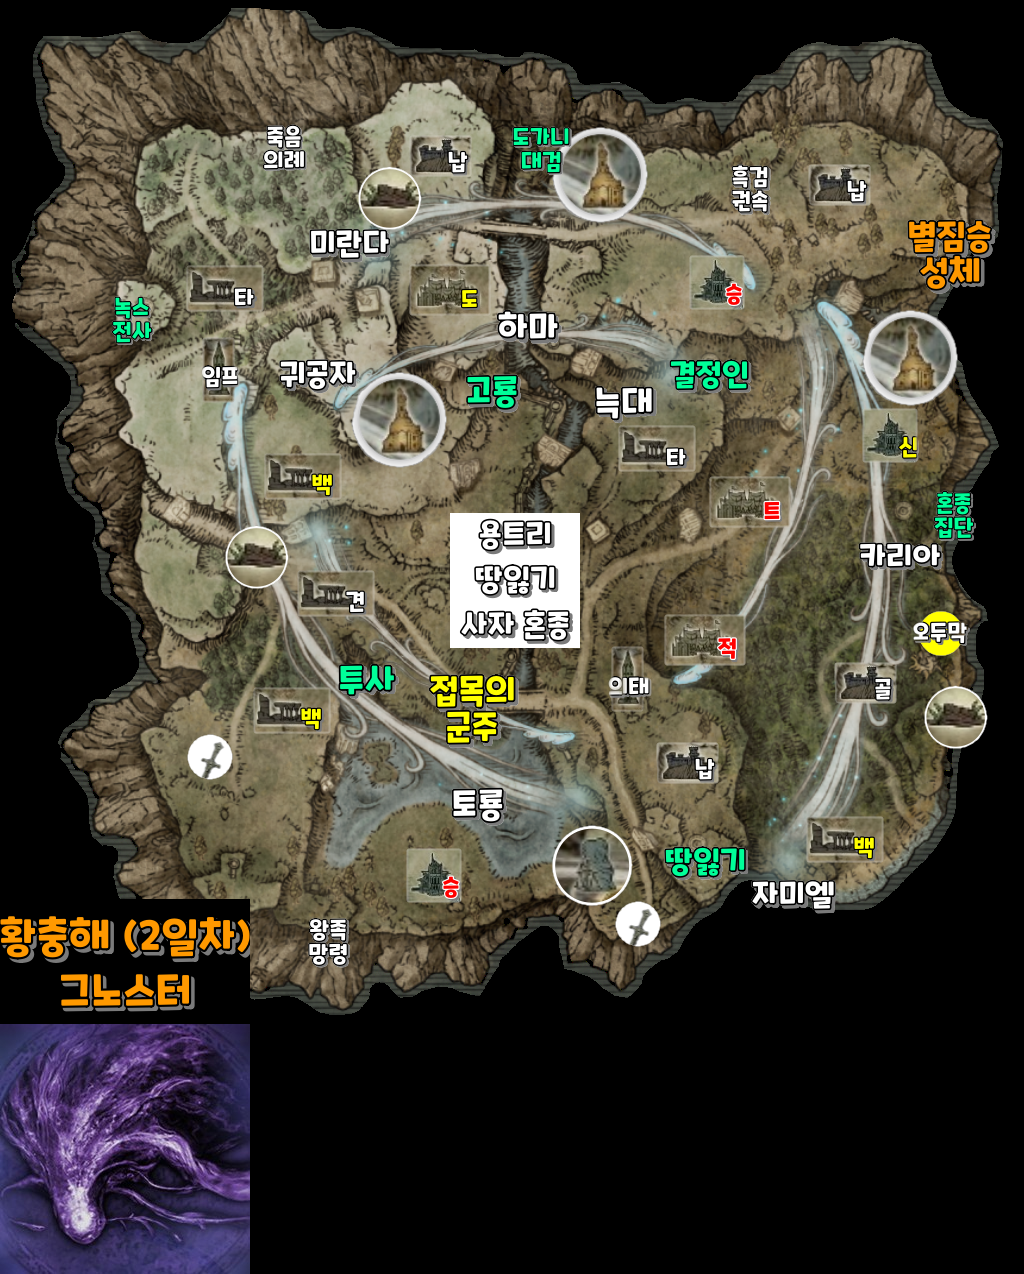 죽음
의례
납
도가니
대검
흑검
권속
납
미란다
별짐승
성체
타
도
승
녹스
전사
하마
임프
귀공자
고룡
결정인
늑대
타
신
백
트
혼종
집단
용트리
땅잃기
사자 혼종
카리아
견
오두막
적
투사
접목의
군주
의태
골
백
납
토룡
백
땅잃기
승
자미엘
왕족
망령
황충해 (2일차)
그노스터